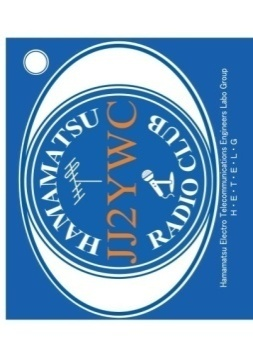 HAMAMATSU
JJ2YWC
RADIO CLUB
Hamamatsu Electro Telecommunications Engineers Labo Group
H・E・T・E・L・G